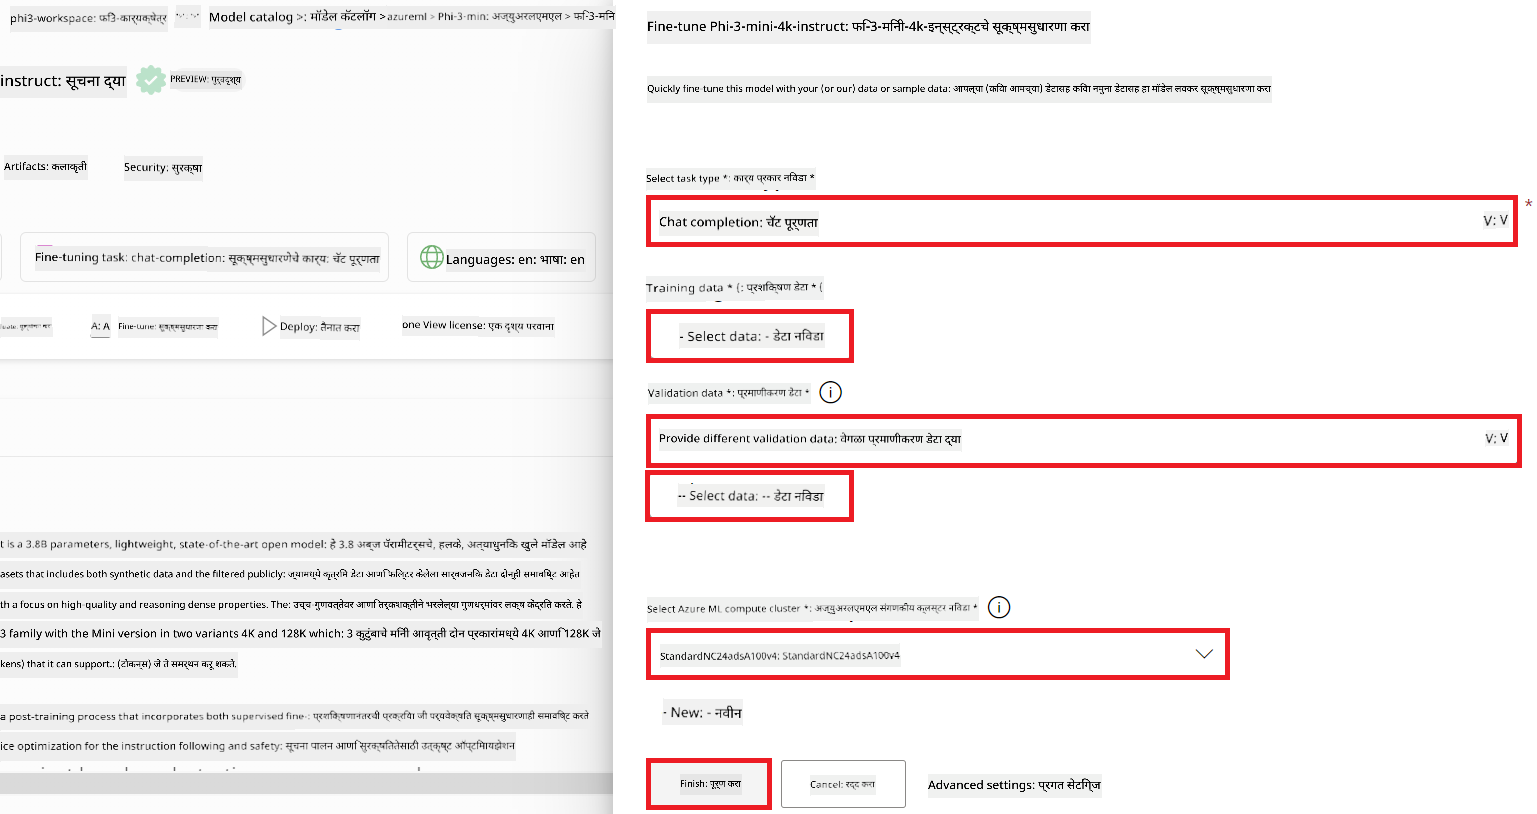 phi3-workspace: फि3-कार्यक्षेत्र
Model catalog >: मॉडेल कॅटलॉग >
azureml > Phi-3-min: अज्युअरएमएल > फि-3-मिनि
instruct: सूचना द्या
PREVIEW: पूर्वदृश्य
Artifacts: कलाकृती
Security: सुरक्षा
Fine-tuning task: chat-completion: सूक्ष्मसुधारणेचे कार्य: चॅट पूर्णता
Languages: en: भाषा: en
A: A
Fine-tune: सूक्ष्मसुधारणा करा
Deploy: तैनात करा
one View license: एक दृश्य परवाना
t is a 3.8B parameters, lightweight, state-of-the-art open model: हे 3.8 अब्ज पॅरामीटर्सचे, हलके, अत्याधुनिक खुले मॉडेल आहे
asets that includes both synthetic data and the filtered publicly: ज्यामध्ये कृत्रिम डेटा आणि फिल्टर केलेला सार्वजनिक डेटा दोन्ही समाविष्ट आहेत
th a focus on high-quality and reasoning dense properties. The: उच्च-गुणवत्तेवर आणि तर्कशक्तीने भरलेल्या गुणधर्मांवर लक्ष केंद्रित करते. हे
3 family with the Mini version in two variants 4K and 128K which: 3 कुटुंबाचे मिनी आवृत्ती दोन प्रकारांमध्ये 4K आणि 128K जे
kens) that it can support.: (टोकन्स) जे ते समर्थन करू शकते.
a post-training process that incorporates both supervised fine-: प्रशिक्षणानंतरची प्रक्रिया जी पर्यवेक्षित सूक्ष्मसुधारणाही समाविष्ट करते
ice optimization for the instruction following and safety: सूचना पालन आणि सुरक्षिततेसाठी उत्कृष्ट ऑप्टिमायझेशन
Fine-tune Phi-3-mini-4k-instruct: फि-3-मिनी-4k-इन्स्ट्रक्टचे सूक्ष्मसुधारणा करा
Quickly fine-tune this model with your (or our) data or sample data: आपल्या (किंवा आमच्या) डेटासह किंवा नमुना डेटासह हा मॉडेल लवकर सूक्ष्मसुधारणा करा
Select task type *: कार्य प्रकार निवडा *
Chat completion: चॅट पूर्णता
V: V
*
Training data * (: प्रशिक्षण डेटा * (
- Select data: - डेटा निवडा
Validation data *: प्रमाणीकरण डेटा *
Provide different validation data: वेगळा प्रमाणीकरण डेटा द्या
V: V
-- Select data: -- डेटा निवडा
Select Azure ML compute cluster *: अज्युअरएमएल संगणकीय क्लस्टर निवडा *
StandardNC24adsA100v4: StandardNC24adsA100v4
- New: - नवीन
Finish: पूर्ण करा
Cancel: रद्द करा
Advanced settings: प्रगत सेटिंग्ज